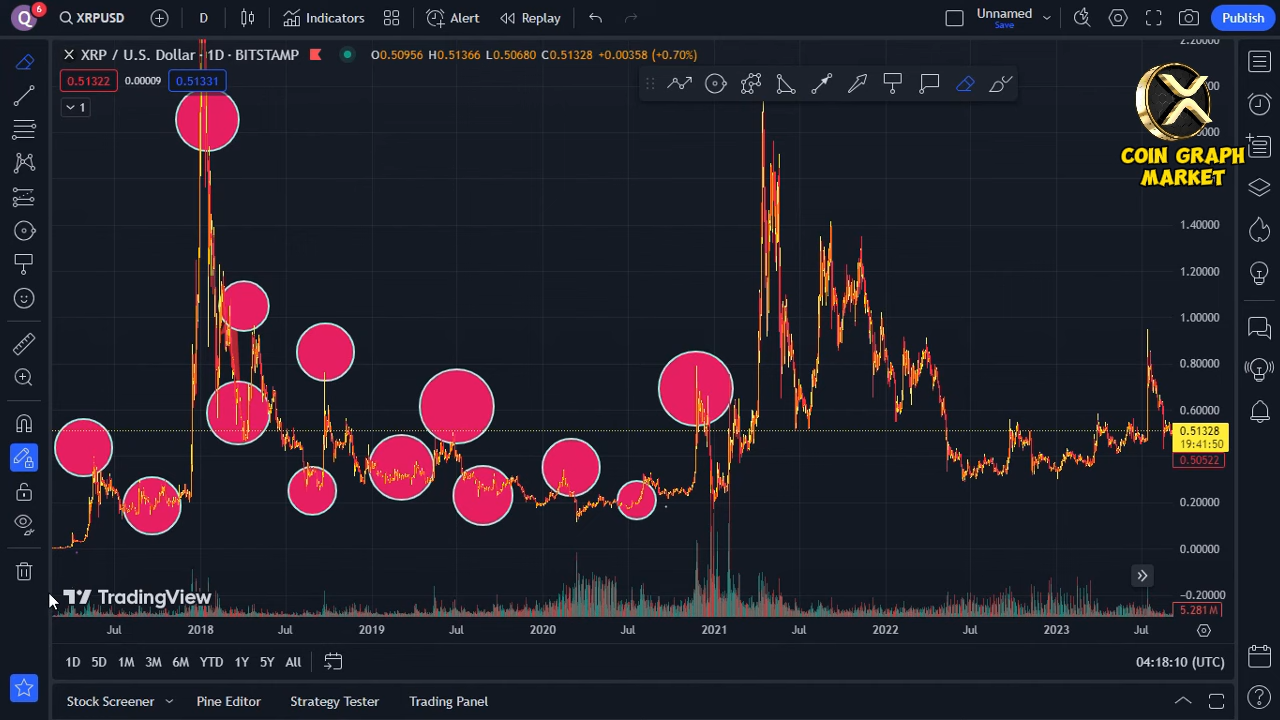 Q 6 XRPUSD D Indicators Alert Replay Unnamed Save Publish
XRP / U.S. Dollar · 1D · BITSTAMP O0.50956 H0.51366 L0.50680 C0.51328 +0.00358 (+0.70%)
0.51322 0.00009 0.51331
1
COIN GRAPH
MARKET
1.40000
1.20000
1.00000
0.80000
0.60000
0.51328
19:41:50
0.50522
0.20000
0.00000
−0.20000
5.281M
TradingView
Jul 2018 Jul 2019 Jul 2020 Jul 2021 Jul 2022 Jul 2023 Jul
1D 5D 1M 3M 6M YTD 1Y 5Y All 04:18:10 (UTC)
Stock Screener Pine Editor Strategy Tester Trading Panel